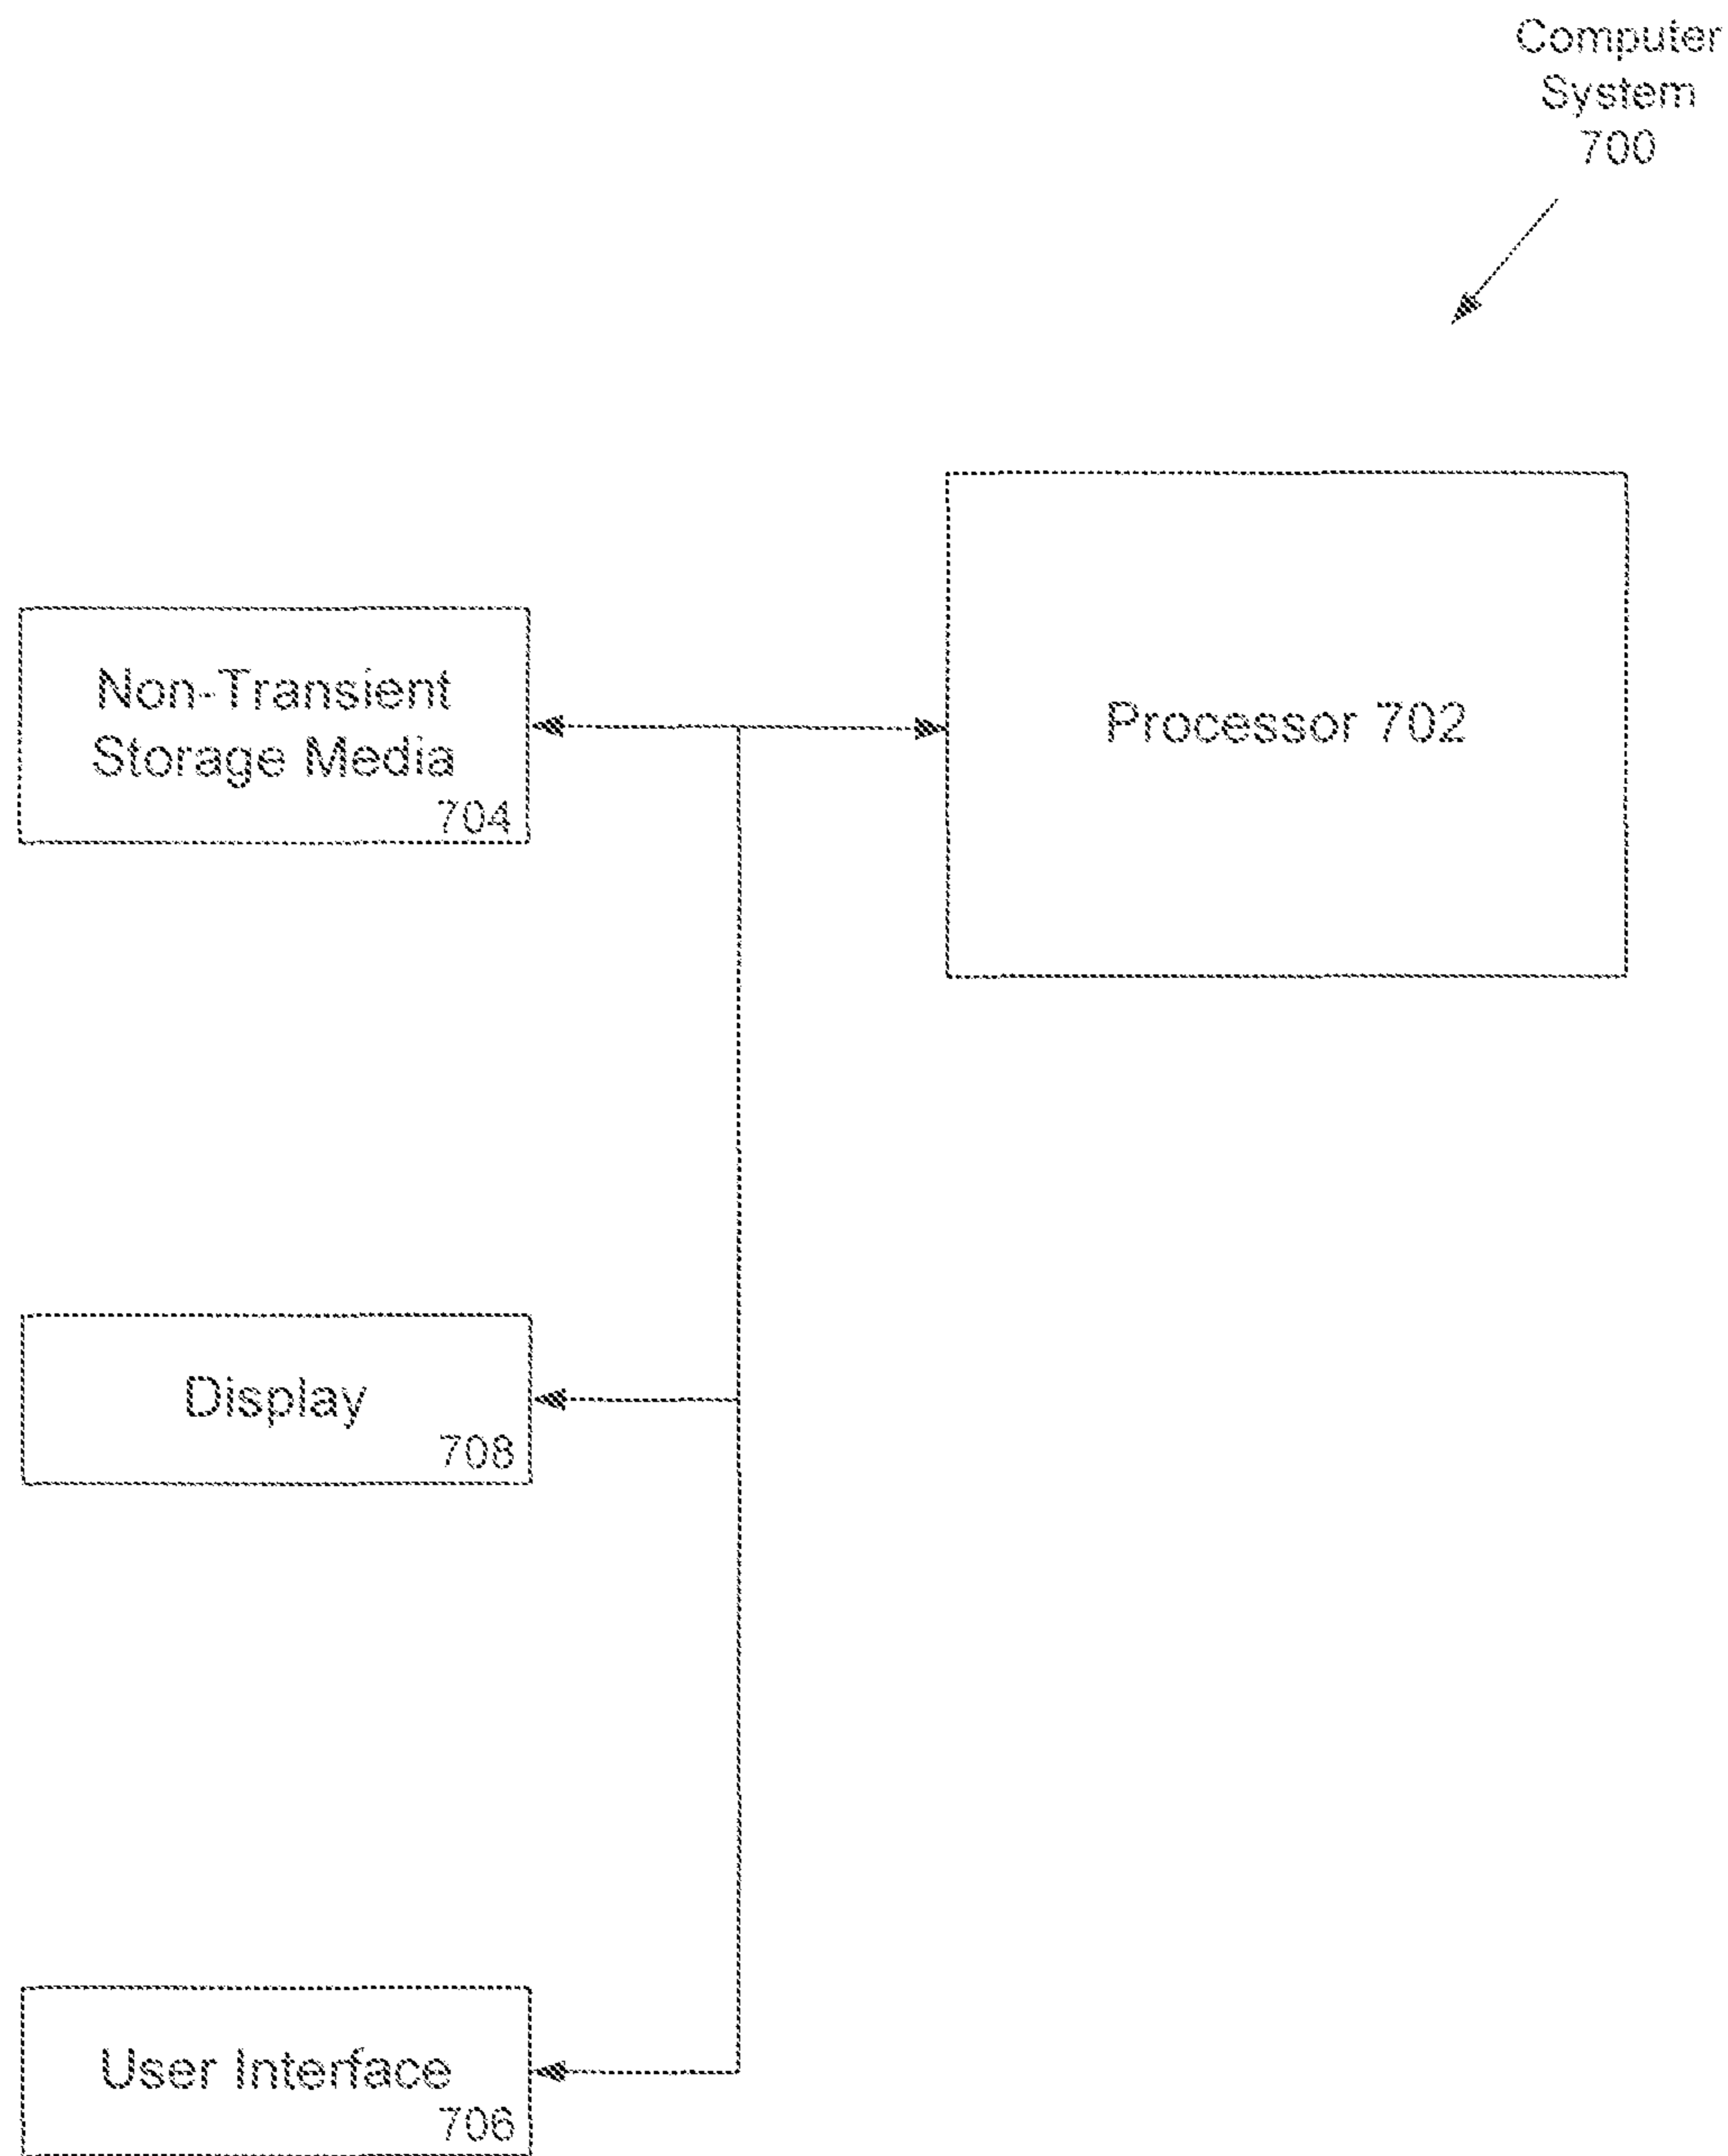 Computer
System
700
Processor 702
Non-Transient
Storage Media
704
Display
708
User Interface
706